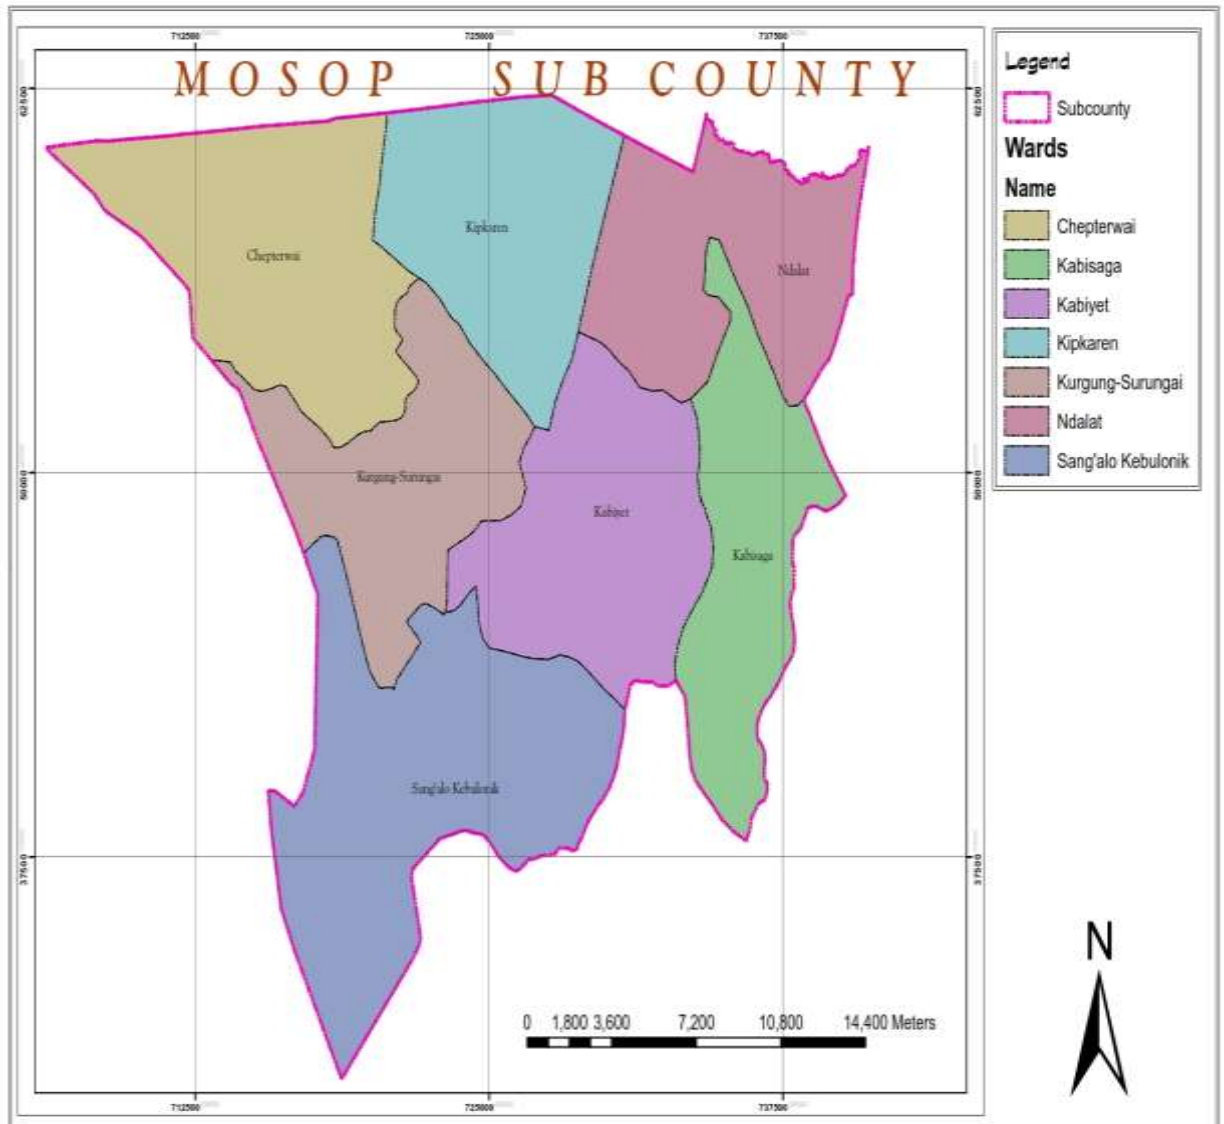 712500 725000 737500
MOSOP SUB COUNTY
62500 62500
Legend
Subcounty
Wards
Name
Chepterwai
Kabisaga
Kabiyet
Kipkaren
Kurgung-Surungai
Ndalat
Sang'alo Kebulonik
Kipkaren
Chepterwai
Ndalat
Kurgung-Surungai
50000 50000
Kabiyet
Kabisaga
Sang'alo Kebulonik
37500 37500
N
0 1,800 3,600 7,200 10,800 14,400 Meters
712500 725000 737500